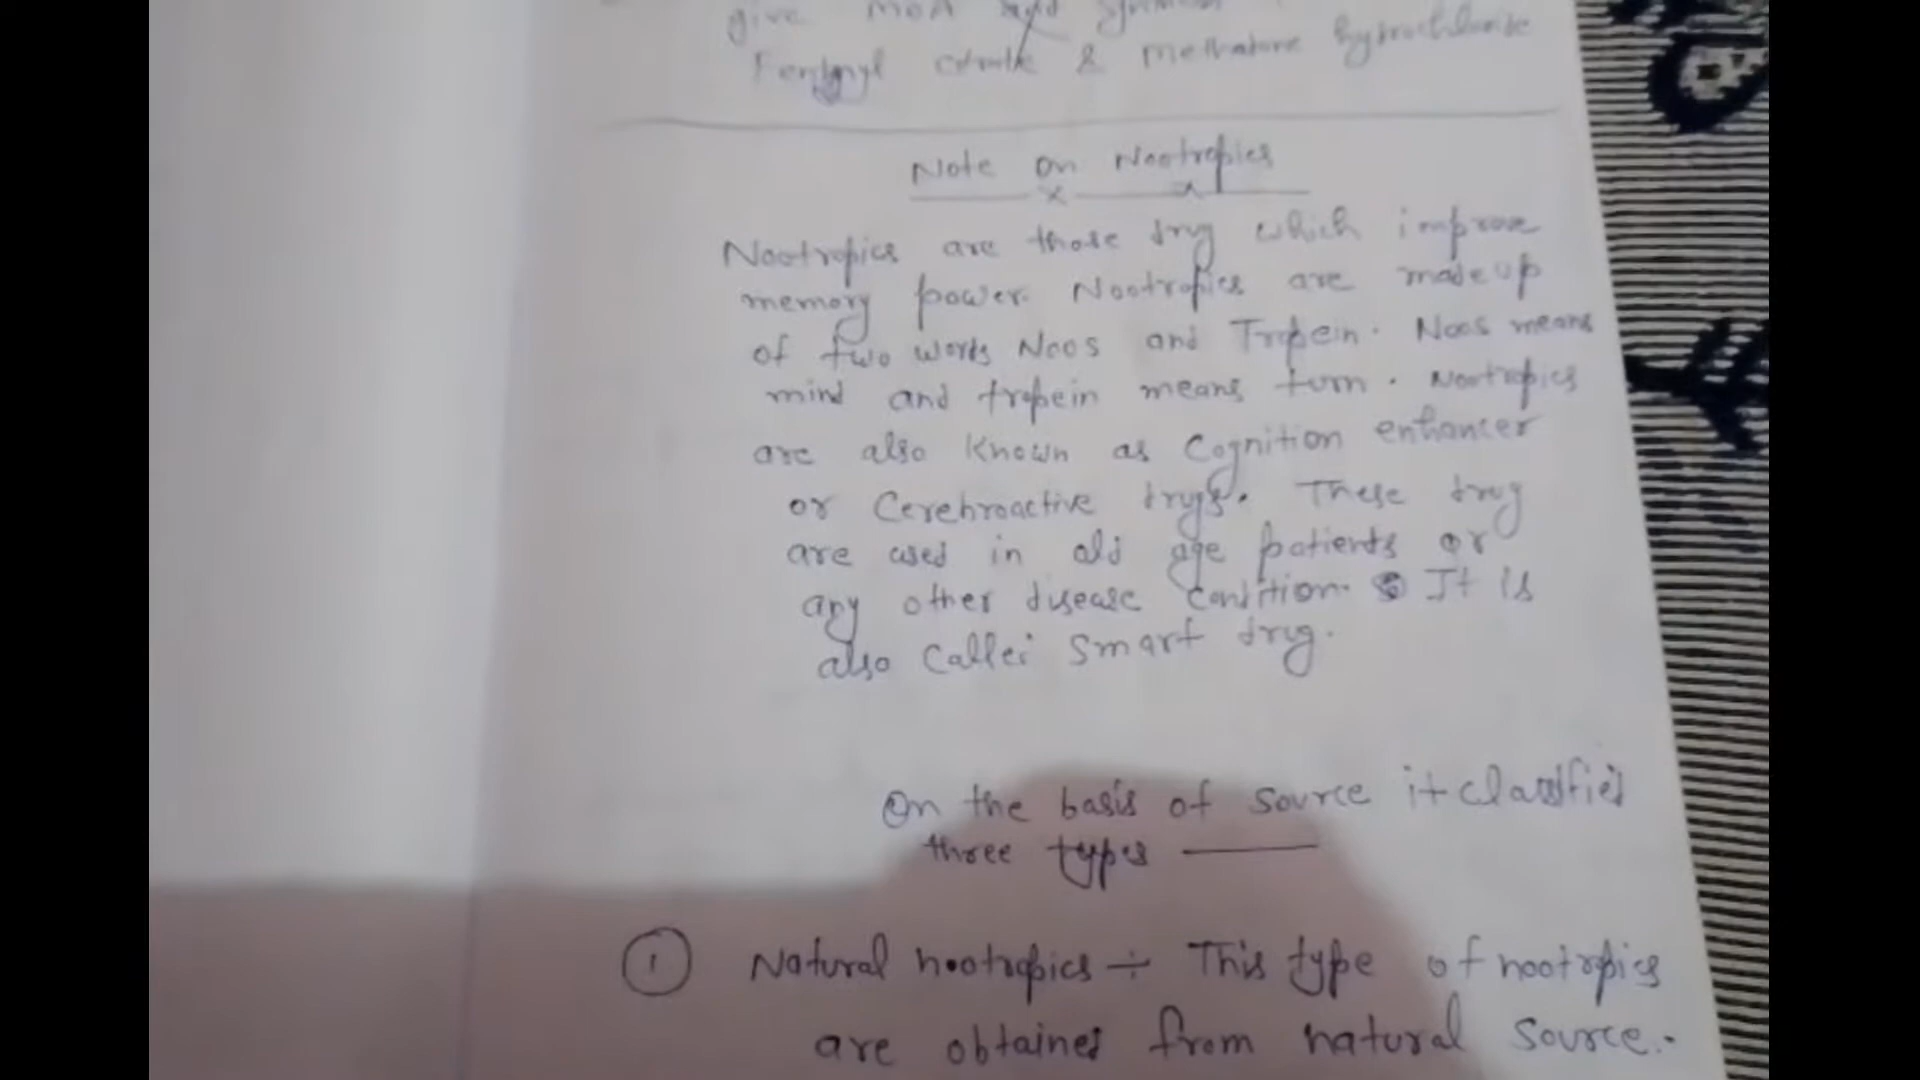 give MOA and
Fentanyl citrate & methadone hydrochloride
Note on Nootropics
Nootropics are those drug which improve
memory power. Nootropics are made up
of two words Noos and Tropein. Noos means
mind and tropein means turn. Nootropics
are also known as Cognition enhancer
or Cerebroactive drugs. These drug
are used in old age patients or
any other disease condition. It is
also called smart drug.
On the basis of source it classified
three types
① Natural nootropics ÷ This type of nootropics
are obtained from natural source.